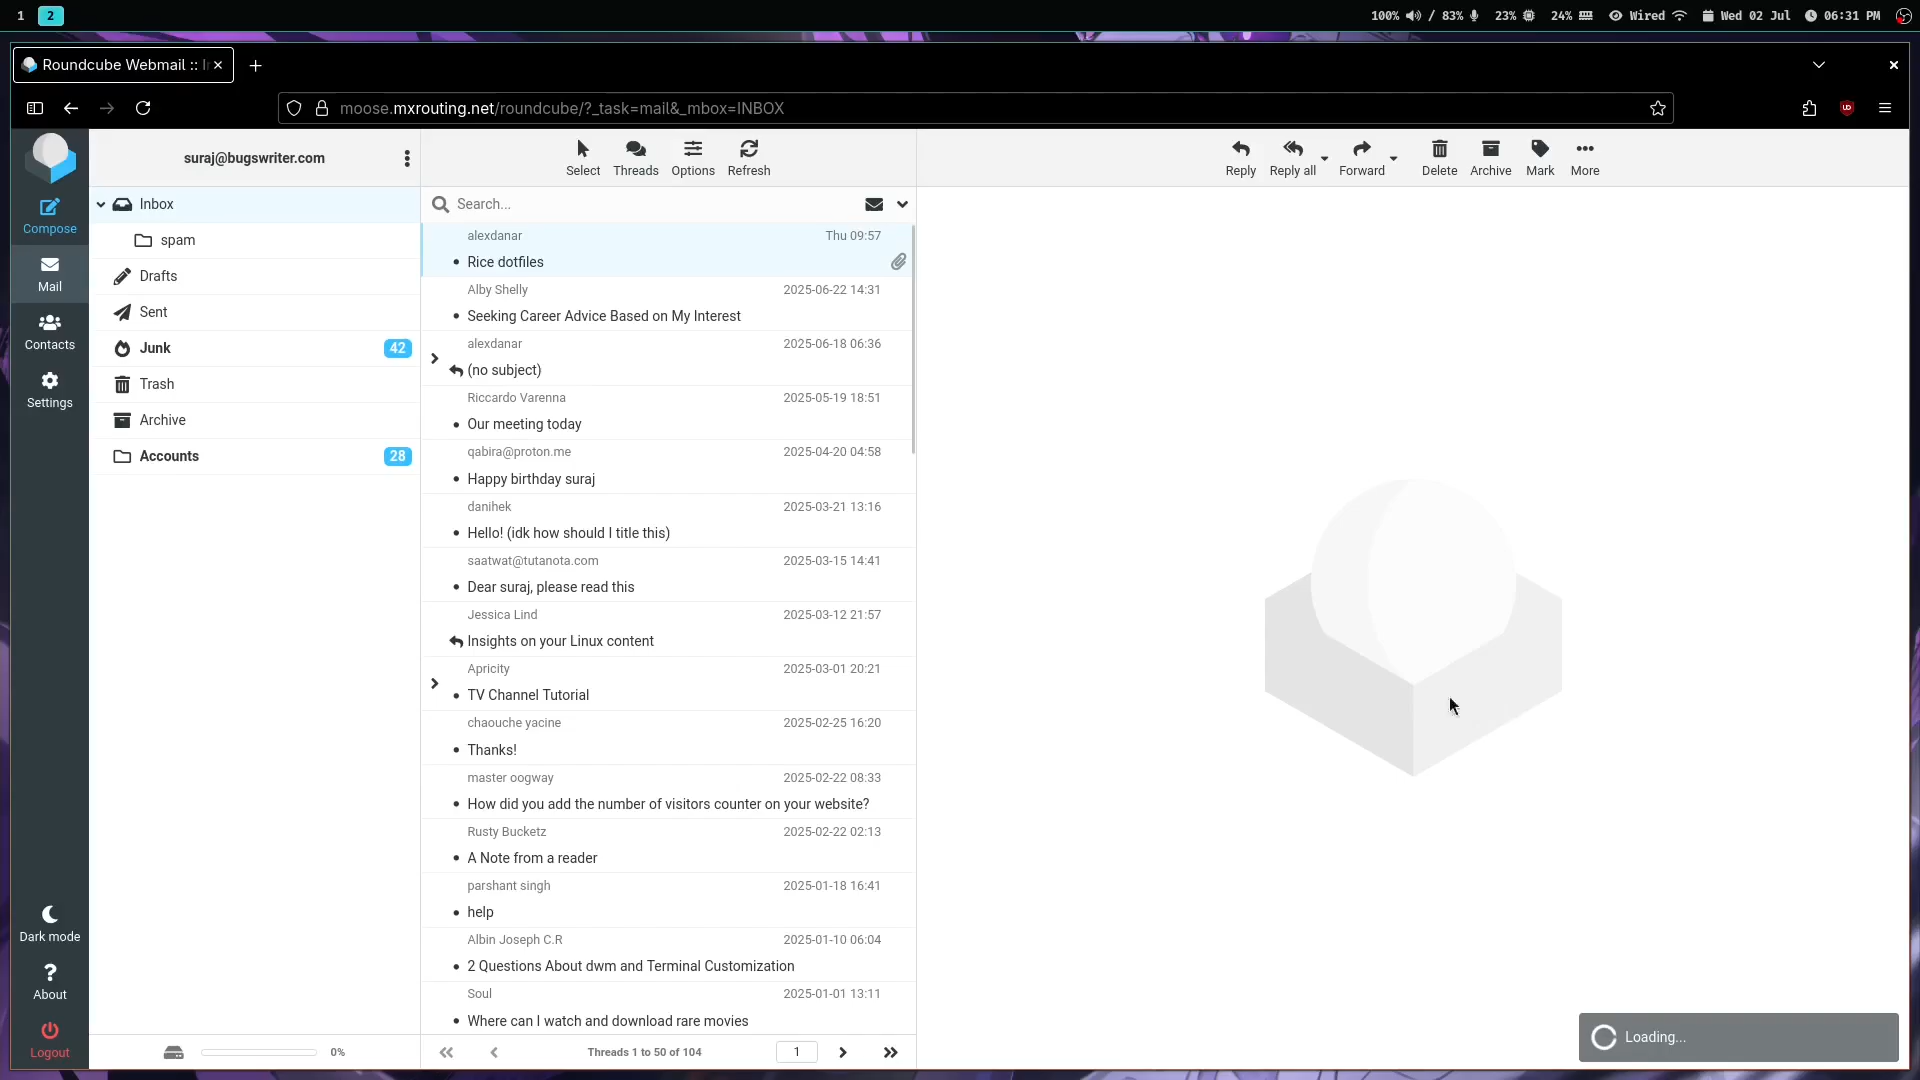 1 2 100% / 83% 23% 24% Wired Wed 02 Jul 06:31 PM
Roundcube Webmail :: I
moose.mxrouting.net/roundcube/?_task=mail&_mbox=INBOX
suraj@bugswriter.com
Compose
Mail
Contacts
Settings
Dark mode
About
Logout
Inbox
spam
Drafts
Sent
Junk 42
Trash
Archive
Accounts 28
0%
Select Threads Options Refresh
Search...
alexdanar Thu 09:57
Rice dotfiles
Alby Shelly 2025-06-22 14:31
Seeking Career Advice Based on My Interest
alexdanar 2025-06-18 06:36
(no subject)
Riccardo Varenna 2025-05-19 18:51
Our meeting today
qabira@proton.me 2025-04-20 04:58
Happy birthday suraj
danihek 2025-03-21 13:16
Hello! (idk how should I title this)
saatwat@tutanota.com 2025-03-15 14:41
Dear suraj, please read this
Jessica Lind 2025-03-12 21:57
Insights on your Linux content
Apricity 2025-03-01 20:21
TV Channel Tutorial
chaouche yacine 2025-02-25 16:20
Thanks!
master oogway 2025-02-22 08:33
How did you add the number of visitors counter on your website?
Rusty Bucketz 2025-02-22 02:13
A Note from a reader
parshant singh 2025-01-18 16:41
help
Albin Joseph C.R 2025-01-10 06:04
2 Questions About dwm and Terminal Customization
Soul 2025-01-01 13:11
Where can I watch and download rare movies
Threads 1 to 50 of 104 1
Reply Reply all Forward Delete Archive Mark More
Loading...